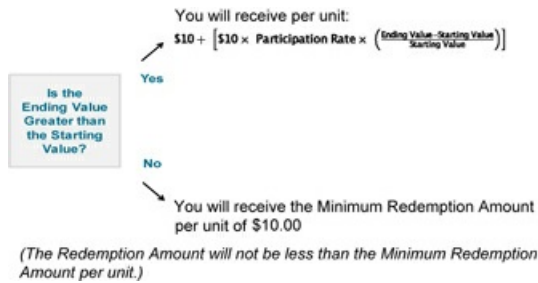 You will receive per unit:
$10 + [$10 × Participation Rate × (Ending Value-Starting Value / Starting Value)]
Yes
Is the
Ending Value
Greater than
the Starting
Value?
No
You will receive the Minimum Redemption Amount
per unit of $10.00
(The Redemption Amount will not be less than the Minimum Redemption
Amount per unit.)